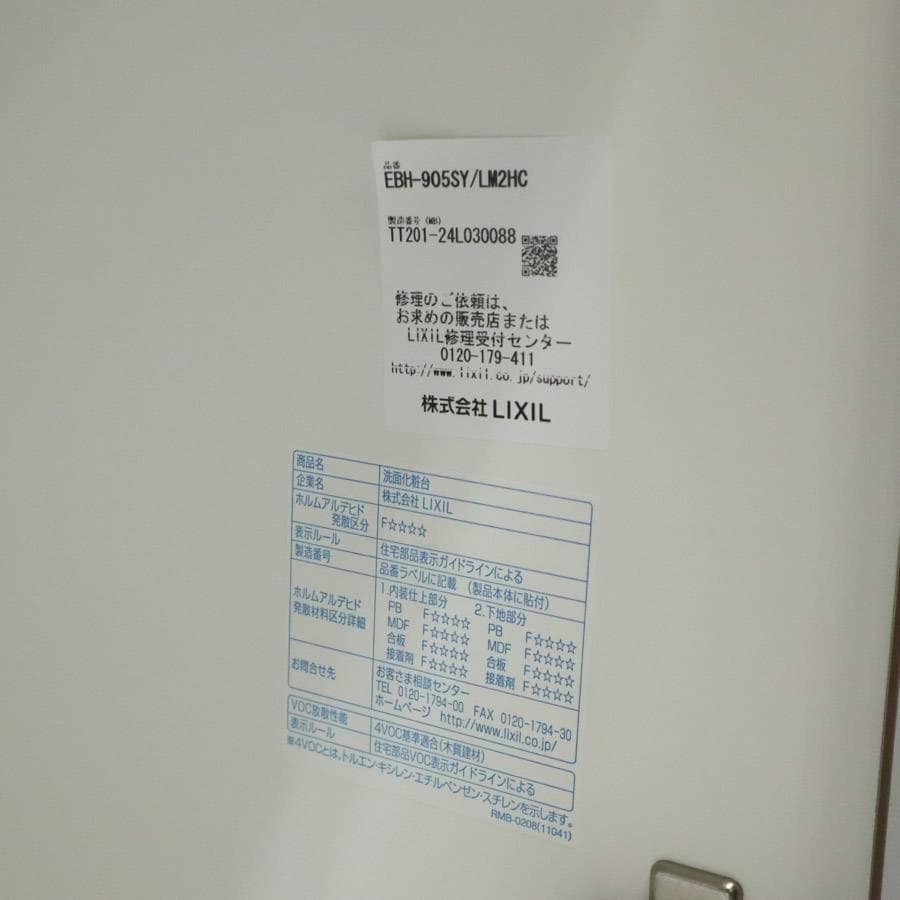 品番
EBH-905SY/LM2HC
製造番号 (MB)
TT201-24L030088
修理のご依頼は、
お求めの販売店または
LIXIL修理受付センター
0120-179-411
http://www.lixil.co.jp/support/
株式会社 LIXIL
商品名 洗面化粧台
企業名 株式会社 LIXIL
ホルムアルデヒド
発散区分 F☆☆☆☆
表示ルール 住宅部品表示ガイドラインによる
製造番号 品番ラベルに記載 (製品本体に貼付)
ホルムアルデヒド
発散材料区分詳細
1.内装仕上部分 2.下地部分
PB F☆☆☆☆ PB F☆☆☆☆
MDF F☆☆☆☆ MDF F☆☆☆☆
合板 F☆☆☆☆ 合板 F☆☆☆☆
接着剤 F☆☆☆☆ 接着剤 F☆☆☆☆
お問合せ先 お客さま相談センター
TEL 0120-1794-00 FAX 0120-1794-30
ホームページ http://www.lixil.co.jp/
VOC放散性能 4VOC基準適合(木質建材)
表示ルール 住宅部品VOC表示ガイドラインによる
※4VOCとは、トルエン・キシレン・エチルベンゼン・スチレンを示します。
RMB-0208(11041)